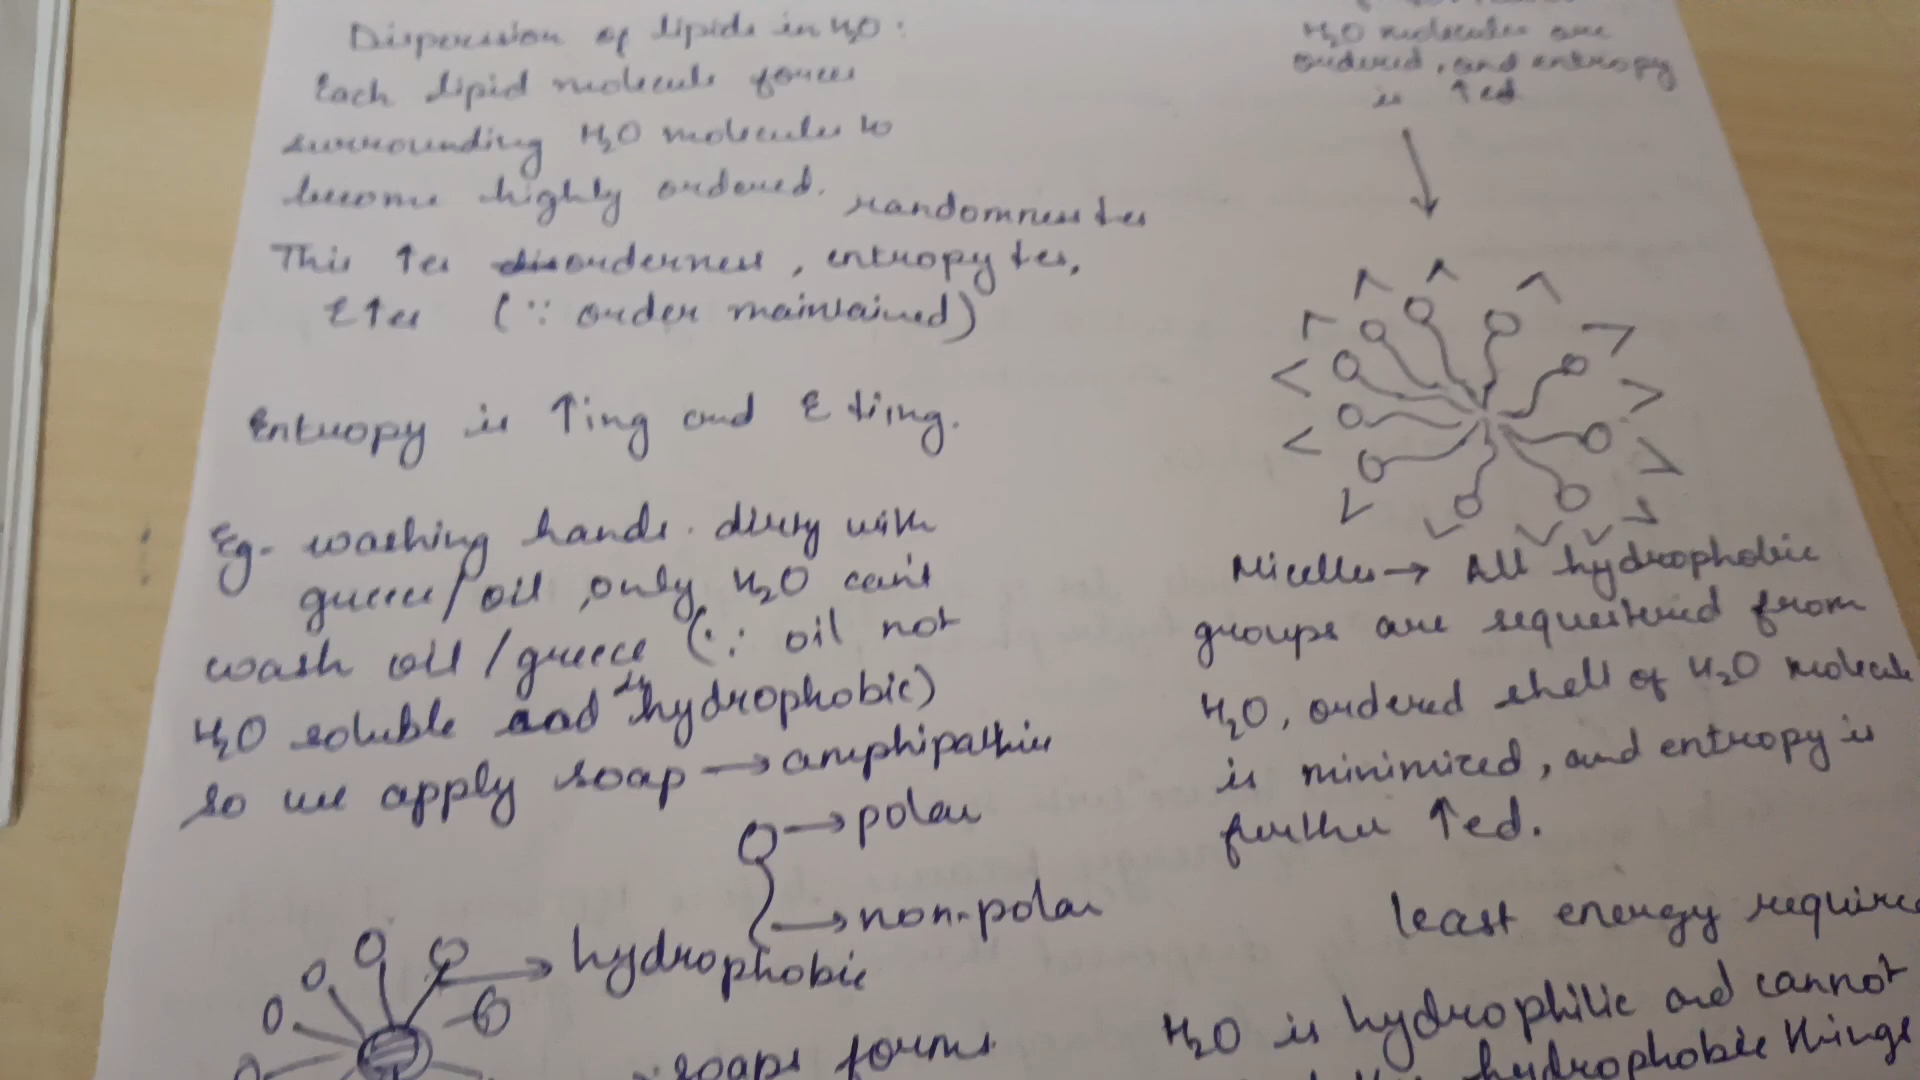 Dispersion of lipids in H₂O:
Each lipid molecule forces
surrounding H₂O molecules to
become highly ordered.
randomness ↓es
This ↑es orderness, entropy ↓es,
E↑es (∵ order maintained)
Entropy is ↑ing and E ↓ing.
Eg- washing hands. dirty with
greece/oil, only H₂O can't
wash oil/greece (∵ oil not
H₂O soluble and is hydrophobic)
so we apply soap → amphipathic
→ polar
→ non-polar
→ hydrophobic
soaps forms
H₂O molecules are
ordered, and entropy
is ↑ed
↓
Micelles → All hydrophobic
groups are sequestered from
H₂O, ordered shell of H₂O molecule
is minimized, and entropy is
further ↑ed.
least energy require
H₂O is hydrophilic and cannot
hydrophobic things